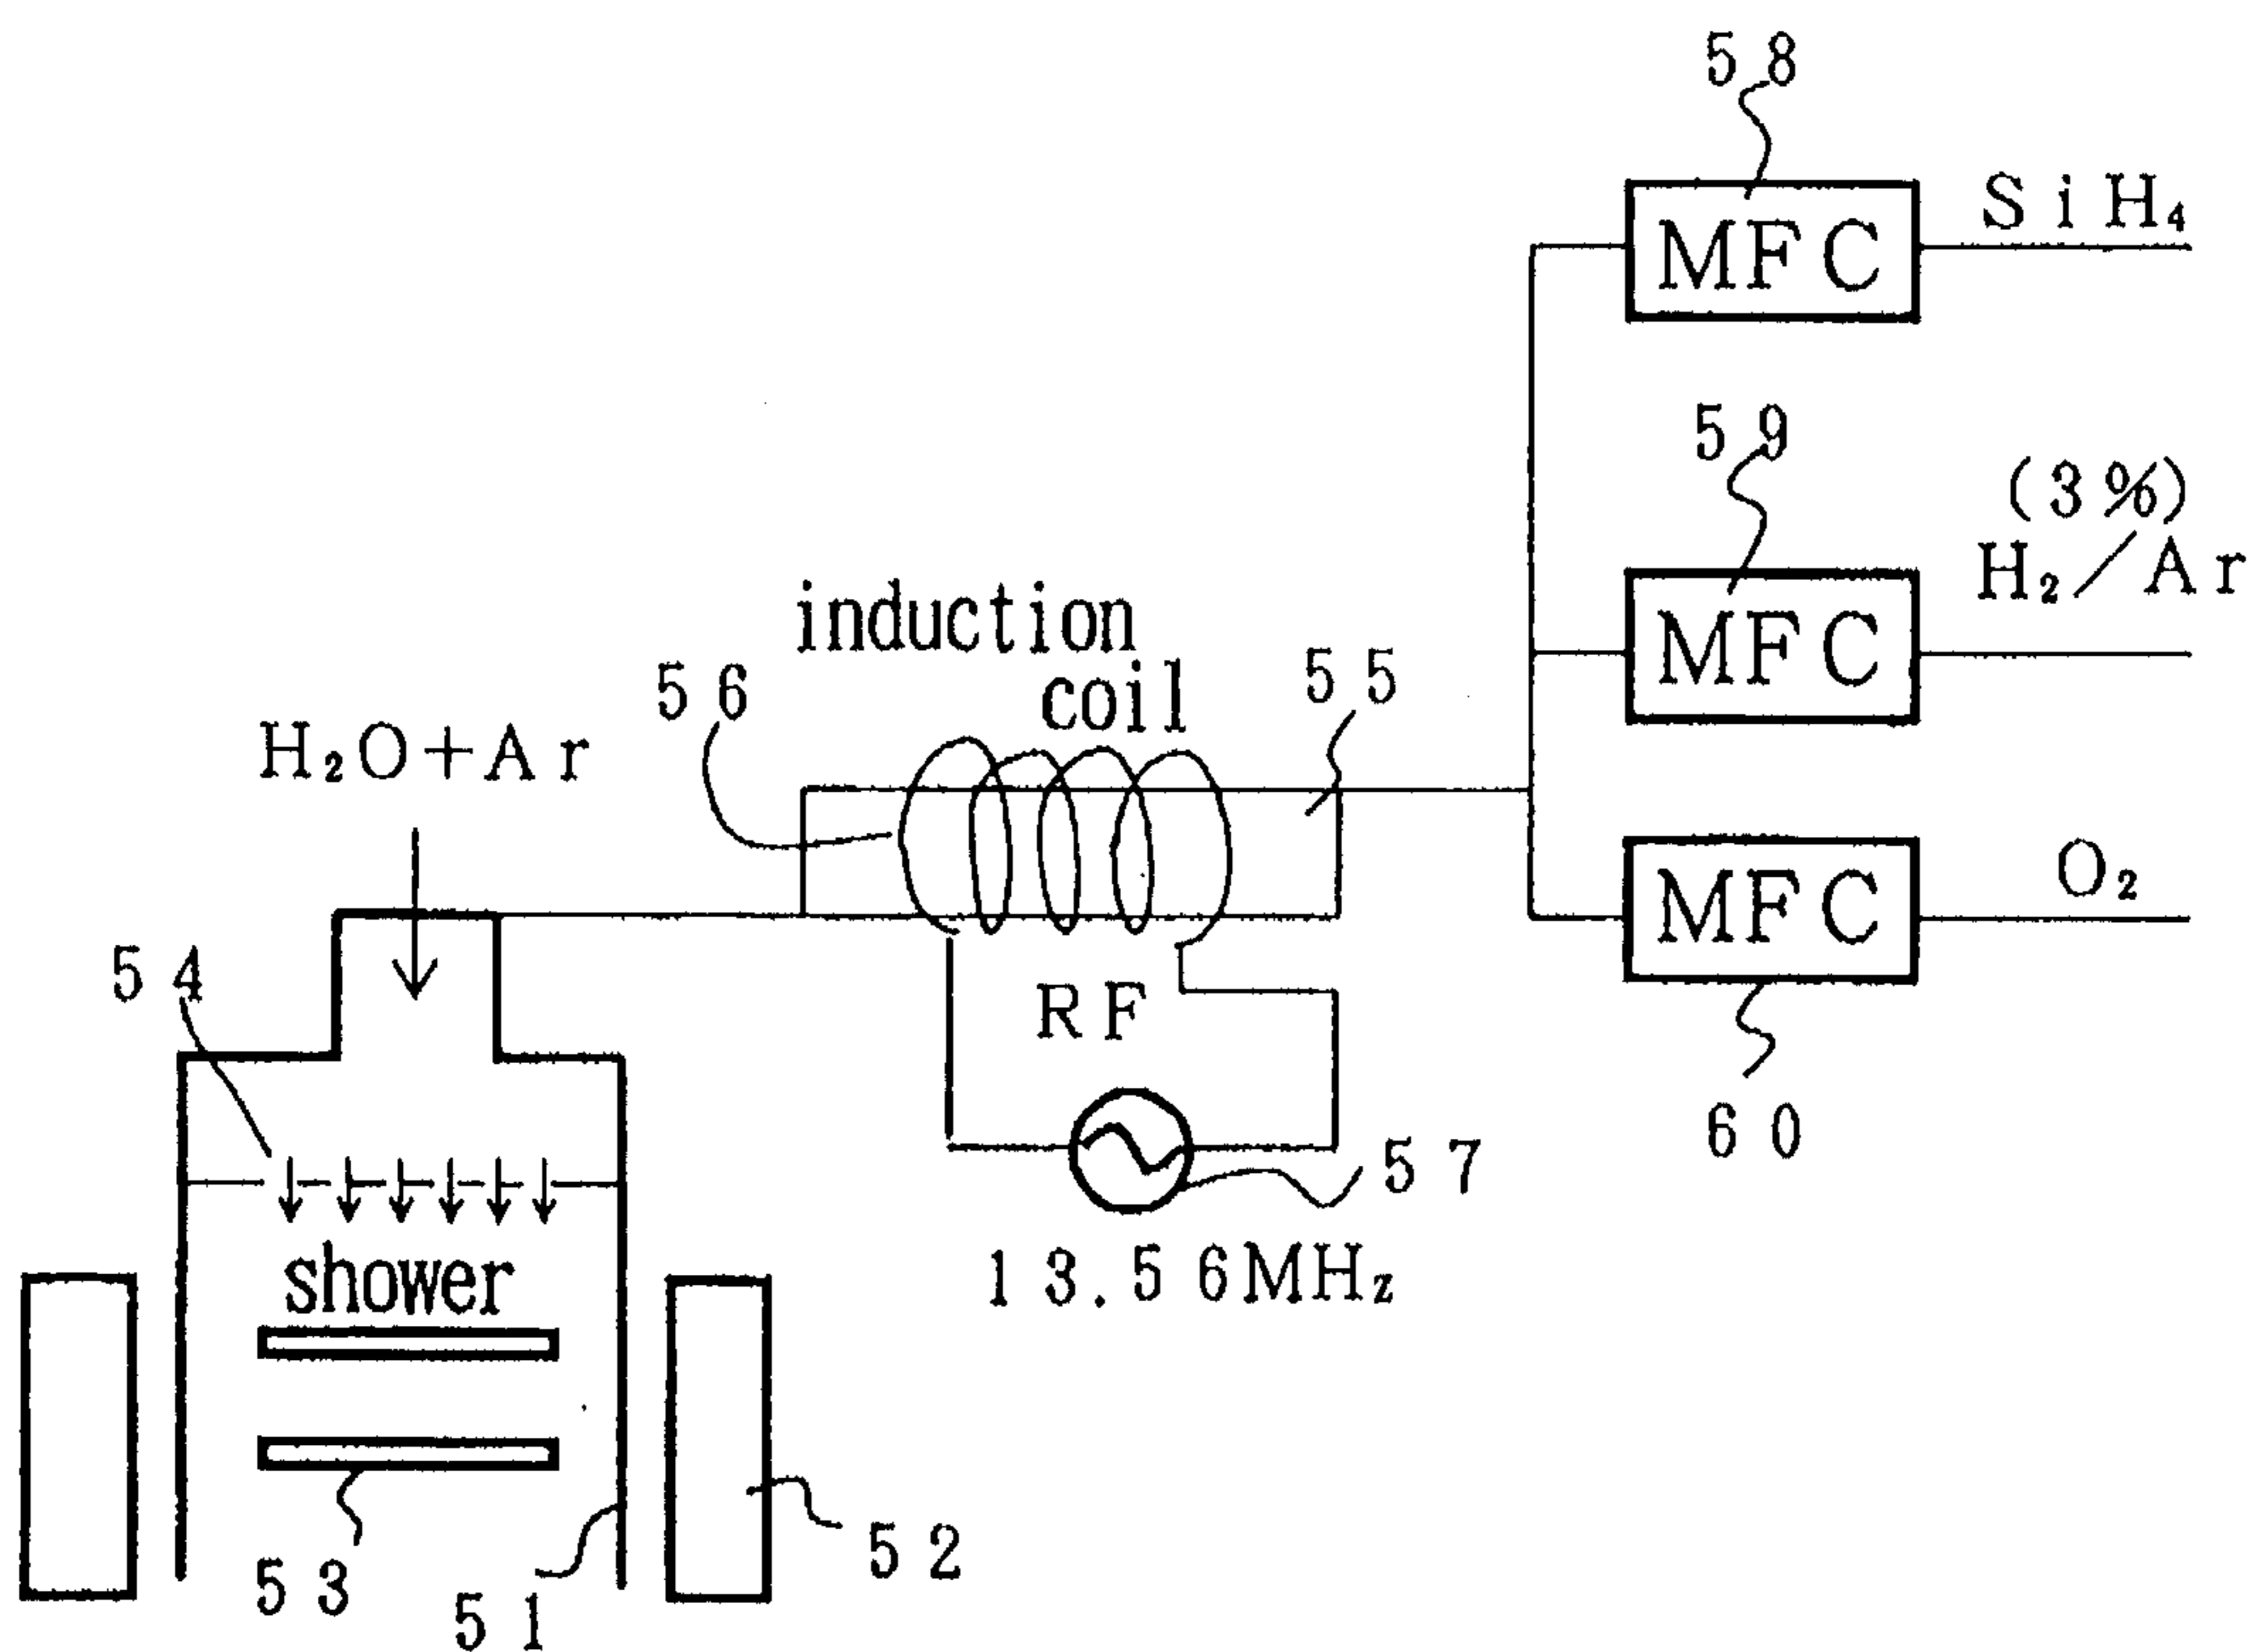 58
MFC
SiH₄
59
(3%)
H₂/Ar
MFC
induction
coil
56
55
H₂O+Ar
MFC
O₂
54
RF
60
57
shower
13.56MHz
53
51
52